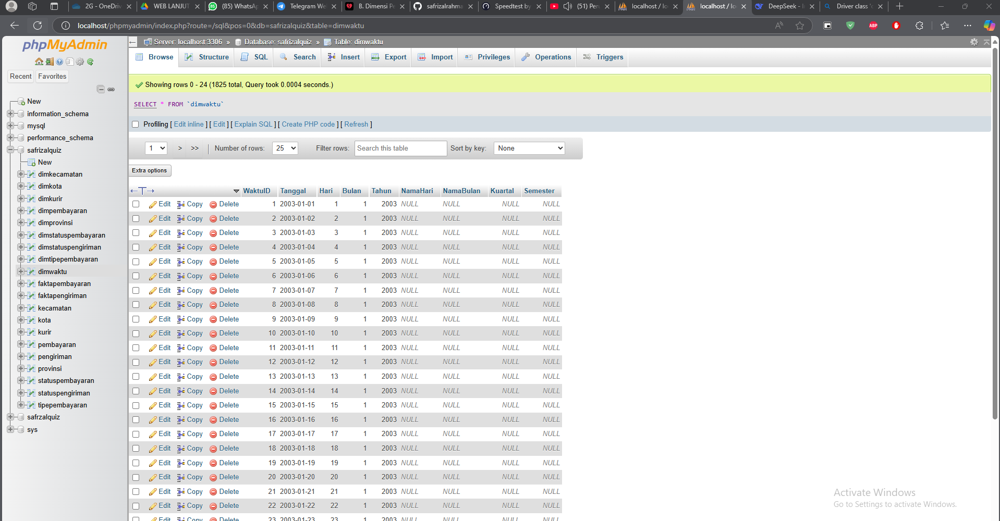 2G - OneDriv
WEB LANJUT
(85) WhatsAp
Telegram We
B. Dimensi Pe
safrizalrahma
Speedtest by
(51) Peru
localhost / lo
localhost / lo
DeepSeek - I
Driver class 'c
localhost/phpmyadmin/index.php?route=/sql&pos=0&db=safrizalquiz&table=dimwaktu
phpMyAdmin
Recent
Favorites
New
information_schema
mysql
performance_schema
safrizalquiz
New
dimkecamatan
dimkota
dimkurir
dimpembayaran
dimprovinsi
dimstatuspembayaran
dimstatuspengiriman
dimtipepembayaran
dimwaktu
faktapembayaran
faktapengiriman
kecamatan
kota
kurir
pembayaran
pengiriman
provinsi
statuspembayaran
statuspengiriman
tipepembayaran
safrzalquiz
sys
Server: localhost:3306 » Database: safrizalquiz » Table: dimwaktu
Browse Structure SQL Search Insert Export Import Privileges Operations Triggers
Showing rows 0 - 24 (1825 total, Query took 0.0004 seconds.)
SELECT * FROM `dimwaktu`
Profiling [ Edit inline ] [ Edit ] [ Explain SQL ] [ Create PHP code ] [ Refresh ]
1 > >> Number of rows: 25 Filter rows: Search this table Sort by key: None
Extra options
WaktuID Tanggal Hari Bulan Tahun NamaHari NamaBulan Kuartal Semester
Edit Copy Delete 1 2003-01-01 1 1 2003 NULL NULL NULL NULL
Edit Copy Delete 2 2003-01-02 2 1 2003 NULL NULL NULL NULL
Edit Copy Delete 3 2003-01-03 3 1 2003 NULL NULL NULL NULL
Edit Copy Delete 4 2003-01-04 4 1 2003 NULL NULL NULL NULL
Edit Copy Delete 5 2003-01-05 5 1 2003 NULL NULL NULL NULL
Edit Copy Delete 6 2003-01-06 6 1 2003 NULL NULL NULL NULL
Edit Copy Delete 7 2003-01-07 7 1 2003 NULL NULL NULL NULL
Edit Copy Delete 8 2003-01-08 8 1 2003 NULL NULL NULL NULL
Edit Copy Delete 9 2003-01-09 9 1 2003 NULL NULL NULL NULL
Edit Copy Delete 10 2003-01-10 10 1 2003 NULL NULL NULL NULL
Edit Copy Delete 11 2003-01-11 11 1 2003 NULL NULL NULL NULL
Edit Copy Delete 12 2003-01-12 12 1 2003 NULL NULL NULL NULL
Edit Copy Delete 13 2003-01-13 13 1 2003 NULL NULL NULL NULL
Edit Copy Delete 14 2003-01-14 14 1 2003 NULL NULL NULL NULL
Edit Copy Delete 15 2003-01-15 15 1 2003 NULL NULL NULL NULL
Edit Copy Delete 16 2003-01-16 16 1 2003 NULL NULL NULL NULL
Edit Copy Delete 17 2003-01-17 17 1 2003 NULL NULL NULL NULL
Edit Copy Delete 18 2003-01-18 18 1 2003 NULL NULL NULL NULL
Edit Copy Delete 19 2003-01-19 19 1 2003 NULL NULL NULL NULL
Edit Copy Delete 20 2003-01-20 20 1 2003 NULL NULL NULL NULL
Edit Copy Delete 21 2003-01-21 21 1 2003 NULL NULL NULL NULL
Edit Copy Delete 22 2003-01-22 22 1 2003 NULL NULL NULL NULL
Edit Copy Delete 23 2003-01-23 23 1 2003 NULL NULL NULL NULL
Activate Windows
Go to Settings to activate Windows.